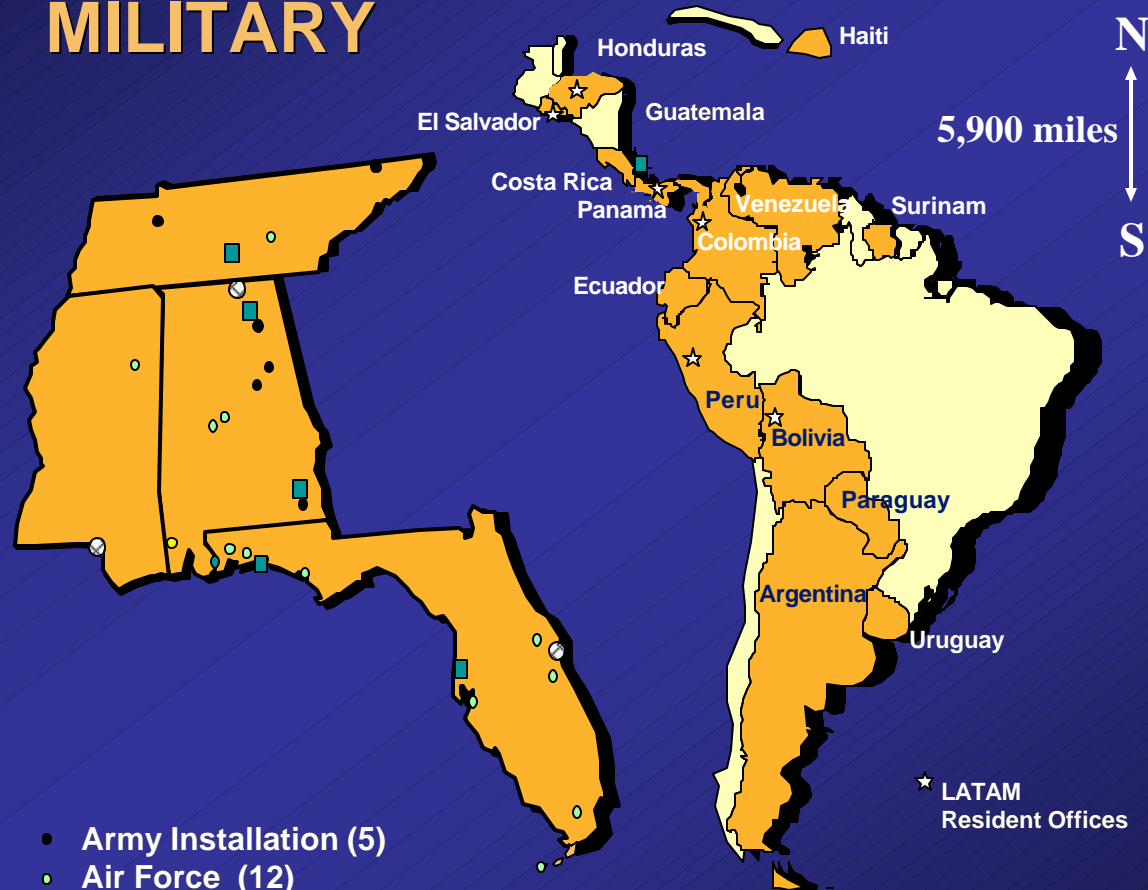 MILITARY
Haiti
Honduras
N
El Salvador
Guatemala
5,900 miles
Costa Rica
Panama
Venezuela
Surinam
S
Colombia
Ecuador
Peru
Bolivia
Paraguay
Argentina
Uruguay
LATAM
Resident Offices
Army Installation (5)
Air Force (12)